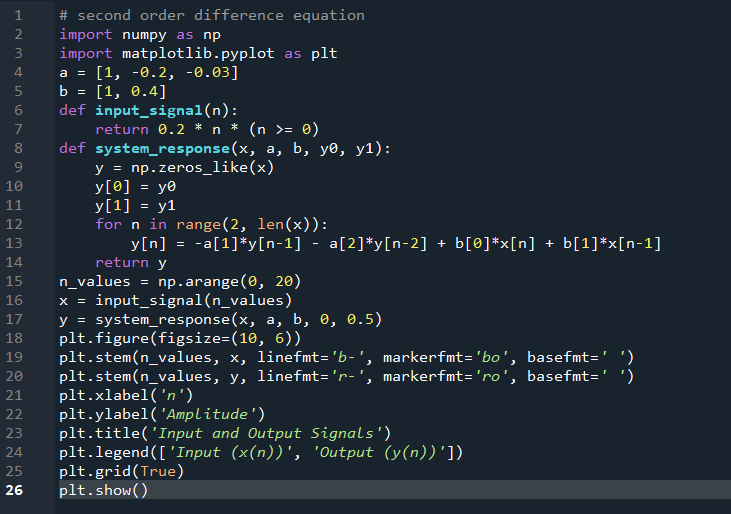 1 # second order difference equation
2 import numpy as np
3 import matplotlib.pyplot as plt
4 a = [1, -0.2, -0.03]
5 b = [1, 0.4]
6 def input_signal(n):
7     return 0.2 * n * (n >= 0)
8 def system_response(x, a, b, y0, y1):
9     y = np.zeros_like(x)
10     y[0] = y0
11     y[1] = y1
12     for n in range(2, len(x)):
13         y[n] = -a[1]*y[n-1] - a[2]*y[n-2] + b[0]*x[n] + b[1]*x[n-1]
14     return y
15 n_values = np.arange(0, 20)
16 x = input_signal(n_values)
17 y = system_response(x, a, b, 0, 0.5)
18 plt.figure(figsize=(10, 6))
19 plt.stem(n_values, x, linefmt='b-', markerfmt='bo', basefmt=' ')
20 plt.stem(n_values, y, linefmt='r-', markerfmt='ro', basefmt=' ')
21 plt.xlabel('n')
22 plt.ylabel('Amplitude')
23 plt.title('Input and Output Signals')
24 plt.legend(['Input (x(n))', 'Output (y(n))'])
25 plt.grid(True)
26 plt.show()